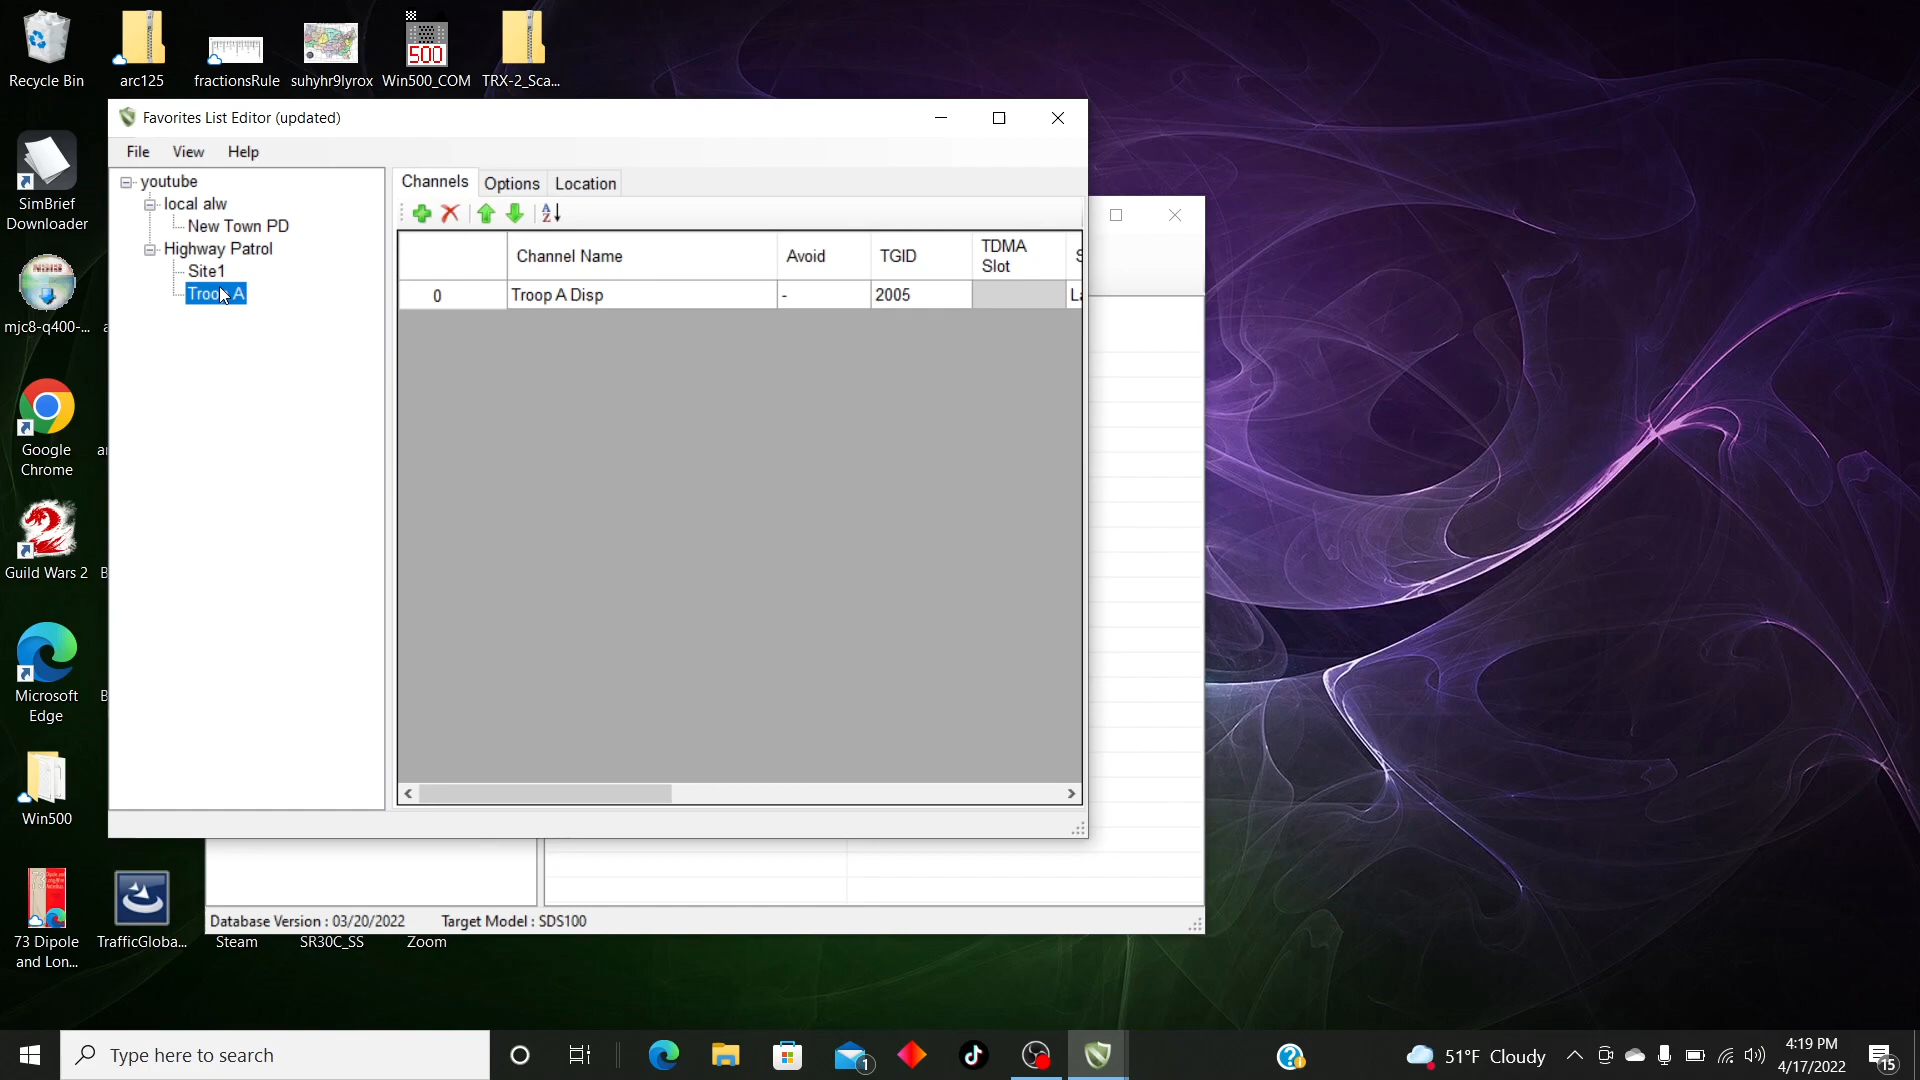 Recycle Bin
arc125
fractionsRule
suhyhr9lyrox
500
Win500_COM
TRX-2_Sca...
SimBrief
Downloader
mjc8-q400-...
Google
Chrome
Guild Wars 2
Microsoft
Edge
Win500
73 Dipole
and Lon...
TrafficGloba...
Steam
SR30C_SS
Zoom
Favorites List Editor (updated)
File View Help
youtube
local alw
New Town PD
Highway Patrol
Site1
Troop A
Channels Options Location
Channel Name Avoid TGID TDMA Slot S
0 Troop A Disp - 2005 La
Database Version : 03/20/2022 Target Model : SDS100
Type here to search
1
51°F Cloudy
4:19 PM
4/17/2022
15